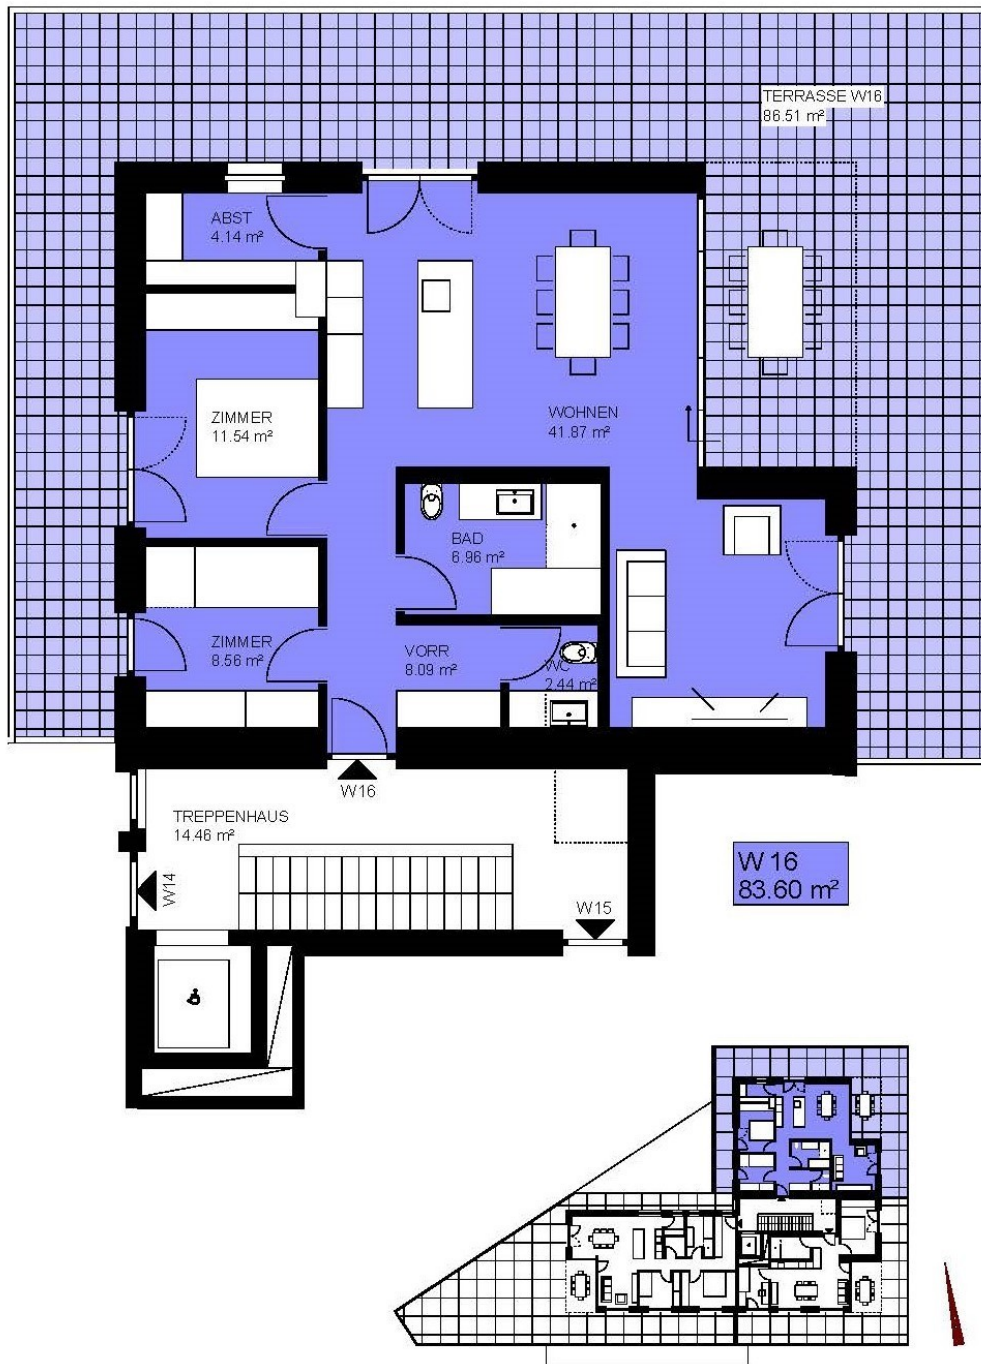 TERRASSE W16
86.51 m²
ABST
4.14 m²
ZIMMER
11.54 m²
WOHNEN
41.87 m²
BAD
6.96 m²
ZIMMER
8.56 m²
VORR
8.09 m²
WC
2.44 m²
W16
TREPPENHAUS
14.46 m²
W14
W15
W 16
83.60 m²